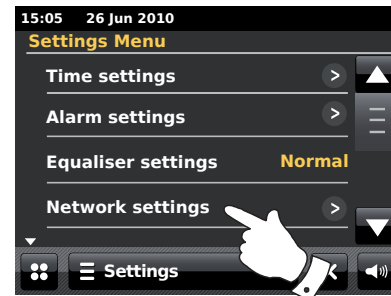 15:05 26 Jun 2010
Settings Menu
Time settings
Alarm settings
Equaliser settings Normal
Network settings
Settings